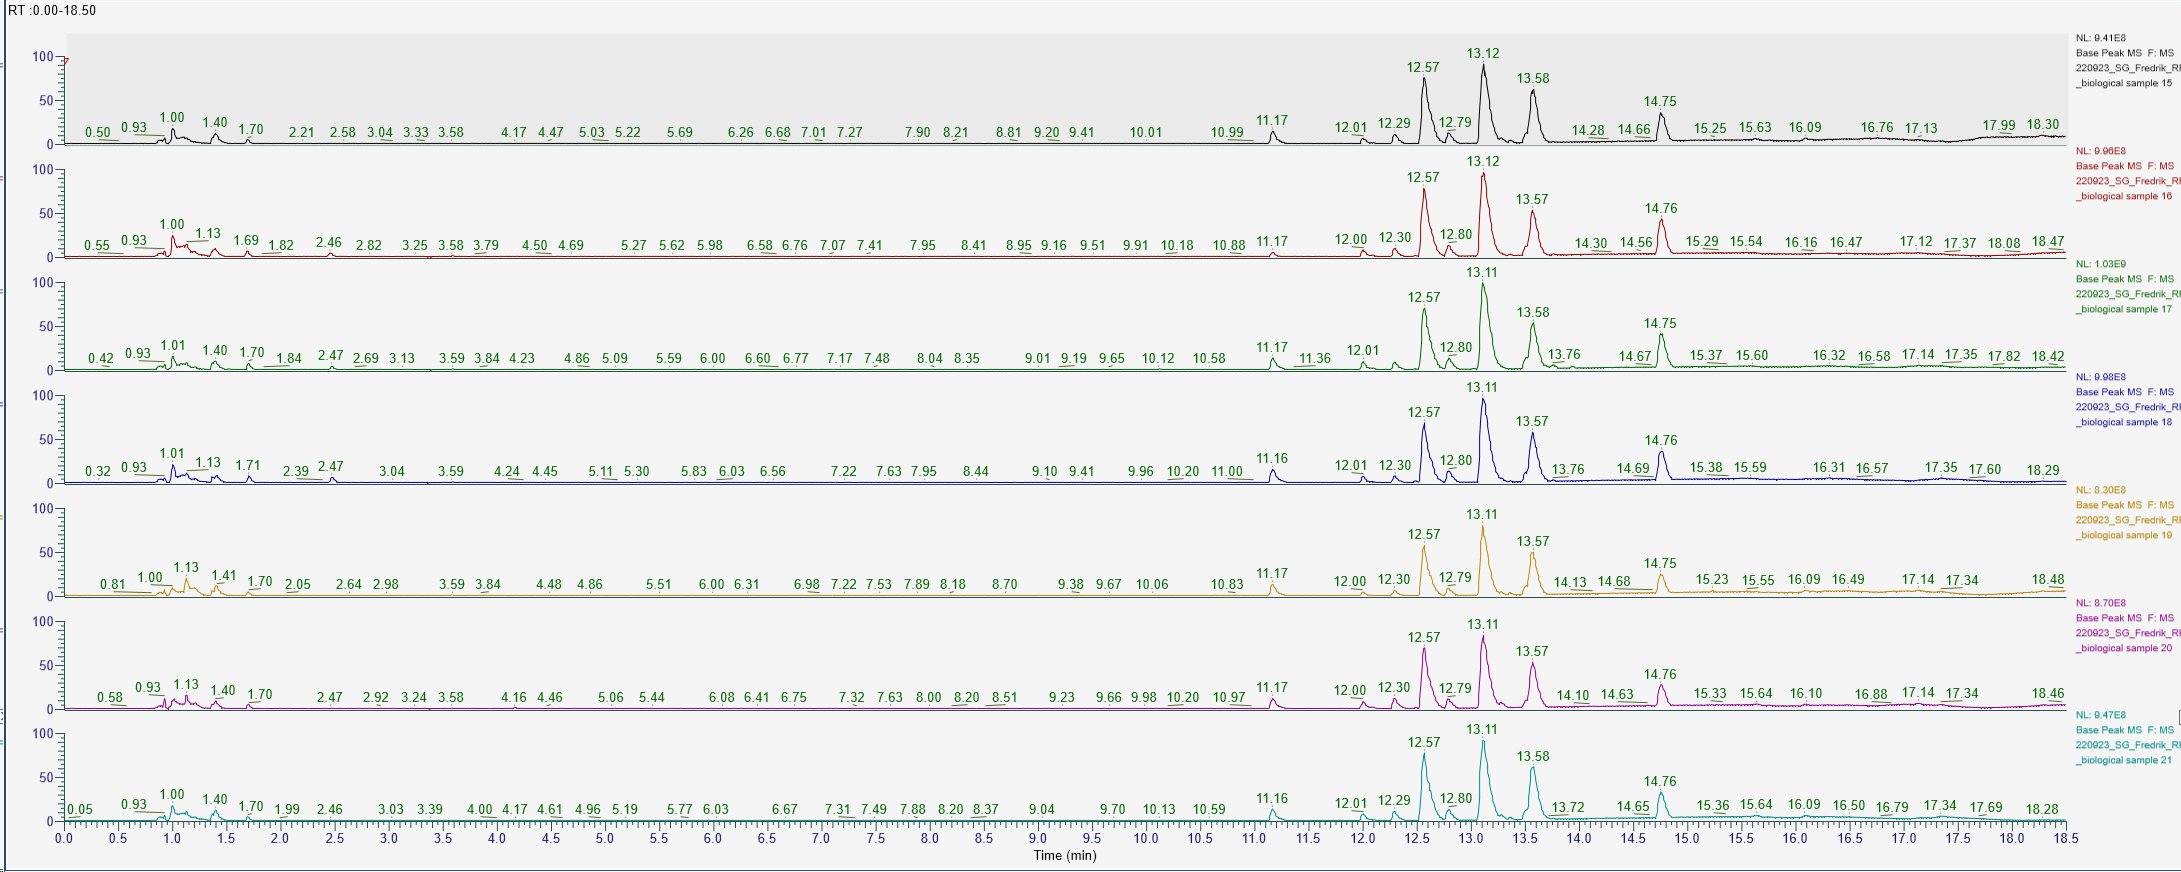 RT :0.00-18.50
NL: 9.41E8
Base Peak MS F: MS
220923_SG_Fredrik_
_biological sample 15
100
50
0
0.50 0.93 1.00 1.40 1.70 2.21 2.58 3.04 3.33 3.58 4.17 4.47 5.03 5.22 5.69 6.26 6.68 7.01 7.27 7.90 8.21 8.81 9.20 9.41 10.01 10.99 11.17 12.01 12.29 12.57 12.79 13.12 13.58 14.28 14.66 14.75 15.25 15.63 16.09 16.76 17.13 17.99 18.30
NL: 9.96E8
Base Peak MS F: MS
220923_SG_Fredrik_
_biological sample 16
100
50
0
0.55 0.93 1.00 1.13 1.69 1.82 2.46 2.82 3.25 3.58 3.79 4.50 4.69 5.27 5.62 5.98 6.58 6.76 7.07 7.41 7.95 8.41 8.95 9.16 9.51 9.91 10.18 10.88 11.17 12.00 12.30 12.57 12.80 13.12 13.57 14.30 14.56 14.76 15.29 15.54 16.16 16.47 17.12 17.37 18.08 18.47
NL: 1.03E9
Base Peak MS F: MS
220923_SG_Fredrik_
_biological sample 17
100
50
0
0.42 0.93 1.01 1.40 1.70 1.84 2.47 2.69 3.13 3.59 3.84 4.23 4.86 5.09 5.59 6.00 6.60 6.77 7.17 7.48 8.04 8.35 9.01 9.19 9.65 10.12 10.58 11.17 11.36 12.01 12.57 12.80 13.11 13.58 13.76 14.67 14.75 15.37 15.60 16.32 16.58 17.14 17.35 17.82 18.42
NL: 9.98E8
Base Peak MS F: MS
220923_SG_Fredrik_
_biological sample 18
100
50
0
0.32 0.93 1.01 1.13 1.71 2.39 2.47 3.04 3.59 4.24 4.45 5.11 5.30 5.83 6.03 6.56 7.22 7.63 7.95 8.44 9.10 9.41 9.96 10.20 11.00 11.16 12.01 12.30 12.57 12.80 13.11 13.57 13.76 14.69 14.76 15.38 15.59 16.31 16.57 17.35 17.60 18.29
NL: 8.30E8
Base Peak MS F: MS
220923_SG_Fredrik_
_biological sample 19
100
50
0
0.81 1.00 1.13 1.41 1.70 2.05 2.64 2.98 3.59 3.84 4.48 4.86 5.51 6.00 6.31 6.98 7.22 7.53 7.89 8.18 8.70 9.38 9.67 10.06 10.83 11.17 12.00 12.30 12.57 12.79 13.11 13.57 14.13 14.68 14.75 15.23 15.55 16.09 16.49 17.14 17.34 18.48
NL: 8.70E8
Base Peak MS F: MS
220923_SG_Fredrik_
_biological sample 20
100
50
0
0.58 0.93 1.13 1.40 1.70 2.47 2.92 3.24 3.58 4.16 4.46 5.06 5.44 6.08 6.41 6.75 7.32 7.63 8.00 8.20 8.51 9.23 9.66 9.98 10.20 10.97 11.17 12.00 12.30 12.57 12.79 13.11 13.57 14.10 14.63 14.76 15.33 15.64 16.10 16.88 17.14 17.34 18.46
NL: 9.47E8
Base Peak MS F: MS
220923_SG_Fredrik_
_biological sample 21
100
50
0
0.05 0.93 1.00 1.40 1.70 1.99 2.46 3.03 3.39 4.00 4.17 4.61 4.96 5.19 5.77 6.03 6.67 7.31 7.49 7.88 8.20 8.37 9.04 9.70 10.13 10.59 11.16 12.01 12.29 12.57 12.80 13.11 13.58 13.72 14.65 14.76 15.36 15.64 16.09 16.50 16.79 17.34 17.69 18.28
0.0 0.5 1.0 1.5 2.0 2.5 3.0 3.5 4.0 4.5 5.0 5.5 6.0 6.5 7.0 7.5 8.0 8.5 9.0 9.5 10.0 10.5 11.0 11.5 12.0 12.5 13.0 13.5 14.0 14.5 15.0 15.5 16.0 16.5 17.0 17.5 18.0 18.5
Time (min)